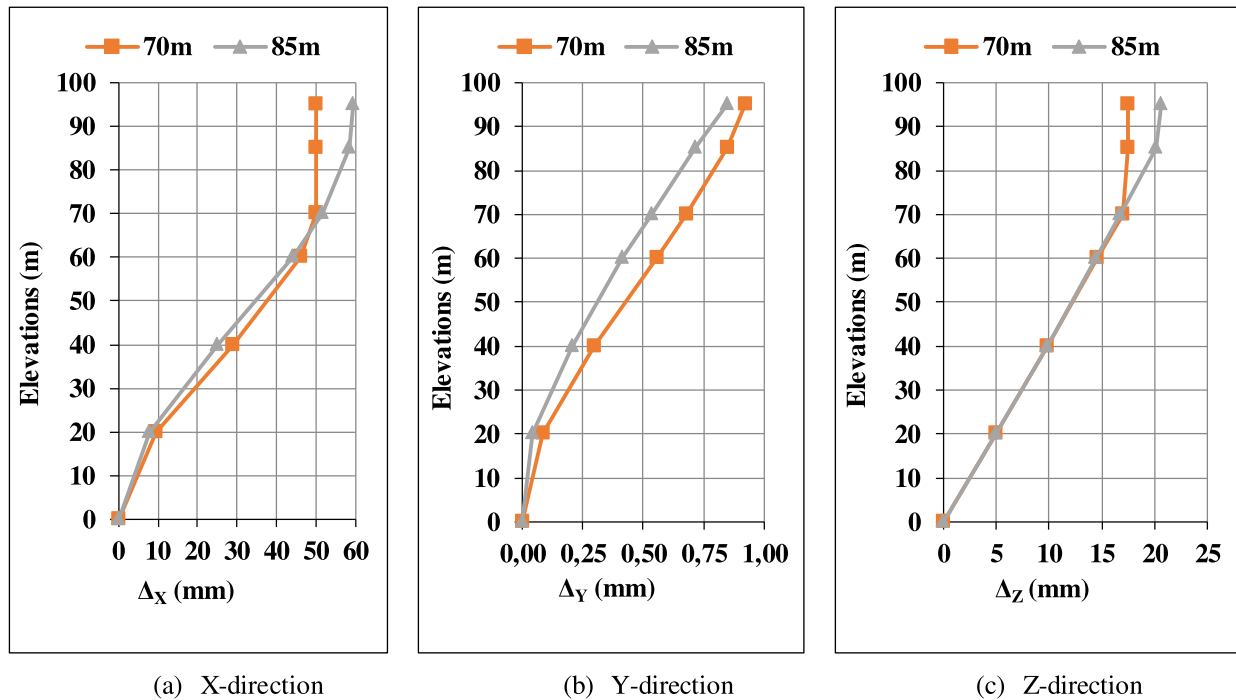 70m 85m
100
90
80
70
60
50
40
30
20
10
0
Elevations (m)
0 10 20 30 40 50 60
ΔX (mm)
(a) X-direction
70m 85m
100
90
80
70
60
50
40
30
20
10
0
Elevations (m)
0,00 0,25 0,50 0,75 1,00
ΔY (mm)
(b) Y-direction
70m 85m
100
90
80
70
60
50
40
30
20
10
0
Elevations (m)
0 5 10 15 20 25
ΔZ (mm)
(c) Z-direction